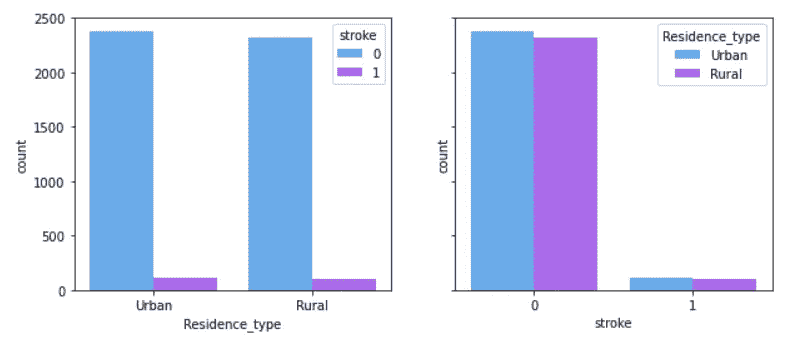 2500
2000
1500
1000
500
0
count
Urban
Rural
Residence_type
stroke
0
1
count
0
1
stroke
Residence_type
Urban
Rural